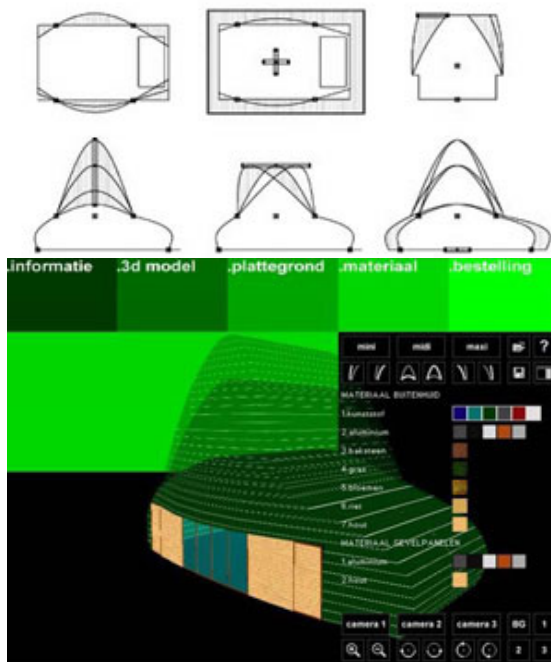 .informatie .3d model .plattegrond .materiaal .bestelling
mini midi maxi ?
MATERIAAL BUITENHUID
1.kunststof
2.aluminium
3.baksteen
4.gras
5.bloemen
6.riet
7.hout
MATERIAAL GEVELPANELEN
1.aluminium
2.hout
camera 1 camera 2 camera 3 BG 1
2 3